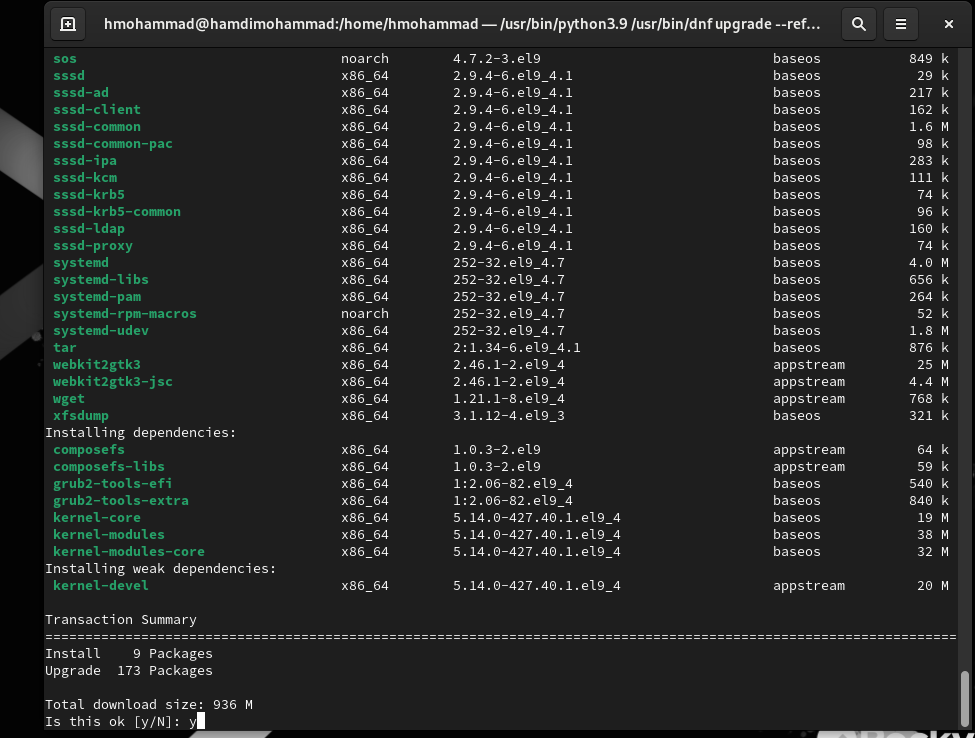 hmohammad@hamdimohammad:/home/hmohammad — /usr/bin/python3.9 /usr/bin/dnf upgrade --ref...
sos noarch 4.7.2-3.el9 baseos 849 k
sssd x86_64 2.9.4-6.el9_4.1 baseos 29 k
sssd-ad x86_64 2.9.4-6.el9_4.1 baseos 217 k
sssd-client x86_64 2.9.4-6.el9_4.1 baseos 162 k
sssd-common x86_64 2.9.4-6.el9_4.1 baseos 1.6 M
sssd-common-pac x86_64 2.9.4-6.el9_4.1 baseos 98 k
sssd-ipa x86_64 2.9.4-6.el9_4.1 baseos 283 k
sssd-kcm x86_64 2.9.4-6.el9_4.1 baseos 111 k
sssd-krb5 x86_64 2.9.4-6.el9_4.1 baseos 74 k
sssd-krb5-common x86_64 2.9.4-6.el9_4.1 baseos 96 k
sssd-ldap x86_64 2.9.4-6.el9_4.1 baseos 160 k
sssd-proxy x86_64 2.9.4-6.el9_4.1 baseos 74 k
systemd x86_64 252-32.el9_4.7 baseos 4.0 M
systemd-libs x86_64 252-32.el9_4.7 baseos 656 k
systemd-pam x86_64 252-32.el9_4.7 baseos 264 k
systemd-rpm-macros noarch 252-32.el9_4.7 baseos 52 k
systemd-udev x86_64 252-32.el9_4.7 baseos 1.8 M
tar x86_64 2:1.34-6.el9_4.1 baseos 876 k
webkit2gtk3 x86_64 2.46.1-2.el9_4 appstream 25 M
webkit2gtk3-jsc x86_64 2.46.1-2.el9_4 appstream 4.4 M
wget x86_64 1.21.1-8.el9_4 appstream 768 k
xfsdump x86_64 3.1.12-4.el9_3 baseos 321 k
Installing dependencies:
composefs x86_64 1.0.3-2.el9 appstream 64 k
composefs-libs x86_64 1.0.3-2.el9 appstream 59 k
grub2-tools-efi x86_64 1:2.06-82.el9_4 baseos 540 k
grub2-tools-extra x86_64 1:2.06-82.el9_4 baseos 840 k
kernel-core x86_64 5.14.0-427.40.1.el9_4 baseos 19 M
kernel-modules x86_64 5.14.0-427.40.1.el9_4 baseos 38 M
kernel-modules-core x86_64 5.14.0-427.40.1.el9_4 baseos 32 M
Installing weak dependencies:
kernel-devel x86_64 5.14.0-427.40.1.el9_4 appstream 20 M
Transaction Summary
==================================================================================================================
Install 9 Packages
Upgrade 173 Packages
Total download size: 936 M
Is this ok [y/N]: y